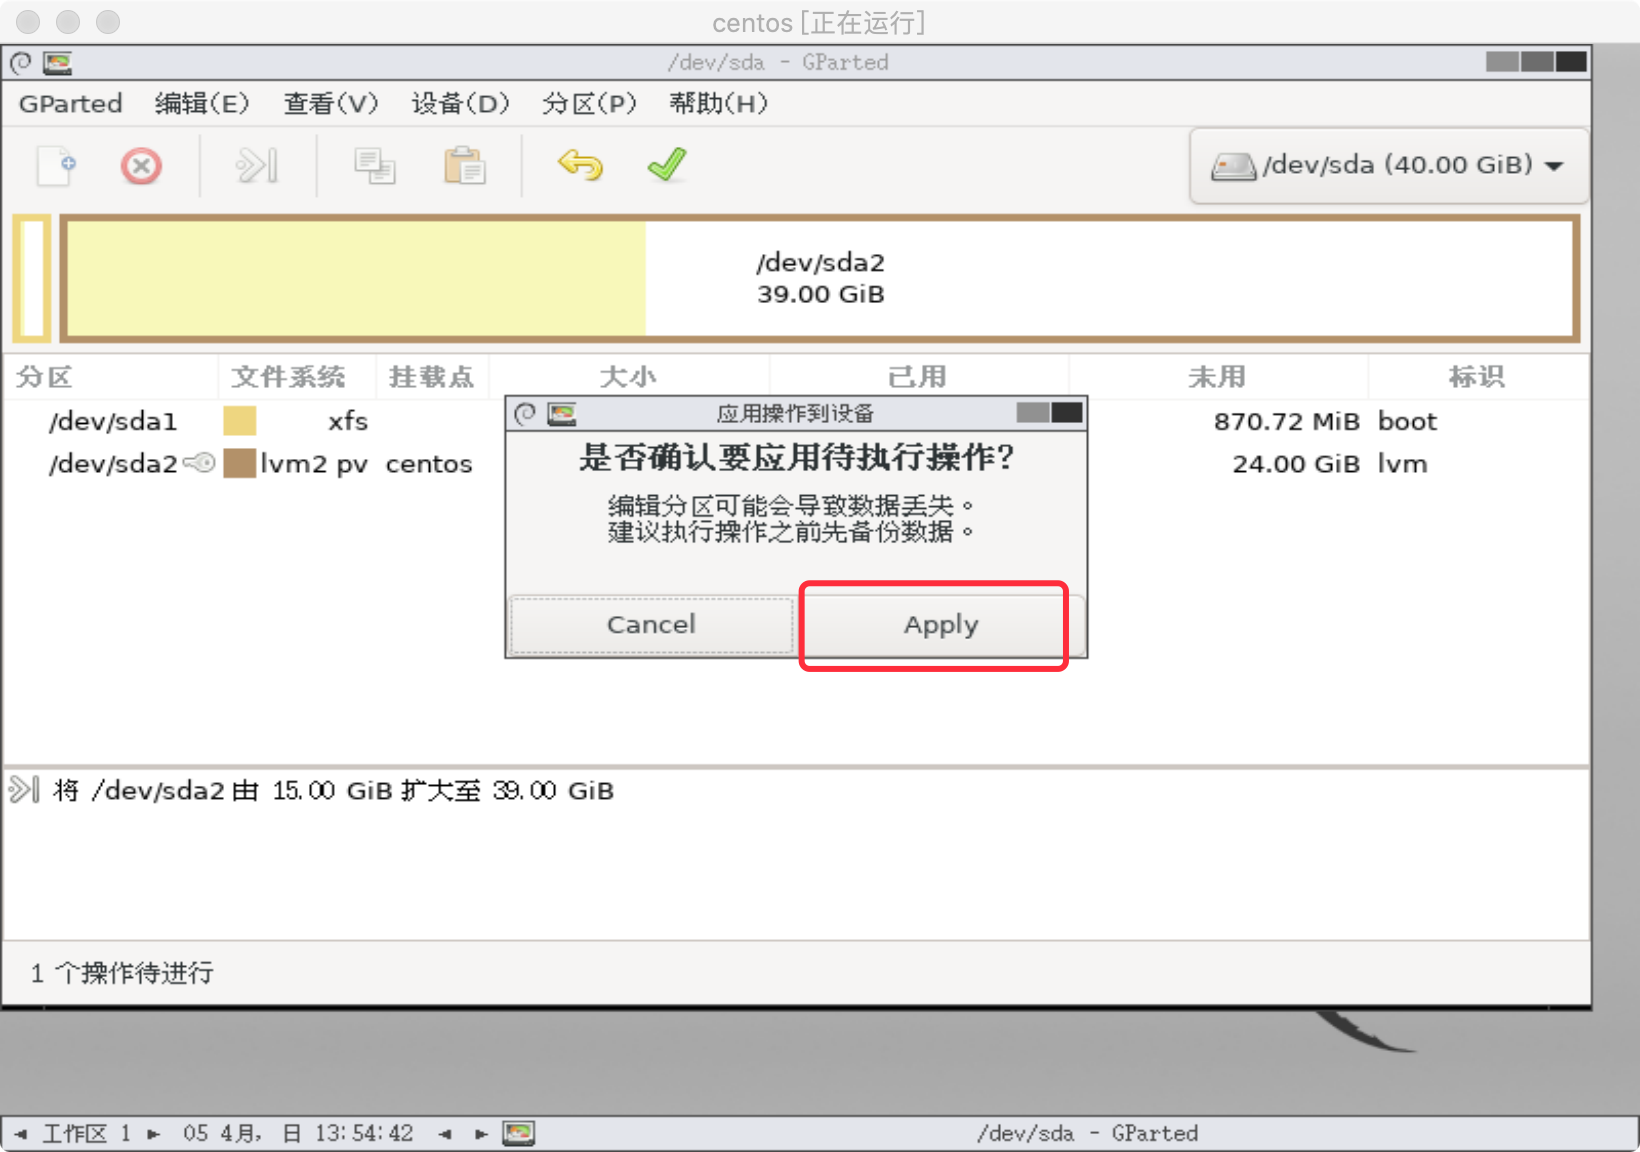 centos [正在运行]
/dev/sda - GParted
GParted 编辑(E) 查看(V) 设备(D) 分区(P) 帮助(H)
/dev/sda (40.00 GiB)
/dev/sda2
39.00 GiB
分区 文件系统 挂载点 大小 已用 未用 标识
/dev/sda1 xfs 870.72 MiB boot
/dev/sda2 lvm2 pv centos 24.00 GiB lvm
应用操作到设备
是否确认要应用待执行操作?
编辑分区可能会导致数据丢失。
建议执行操作之前先备份数据。
Cancel Apply
将 /dev/sda2 由 15.00 GiB 扩大至 39.00 GiB
1 个操作待进行
工作区 1 05 4月, 日 13:54:42 /dev/sda - GParted